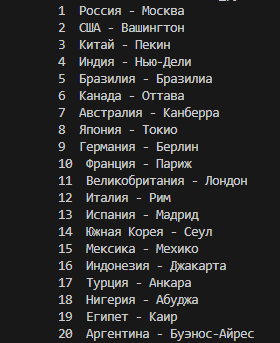 1 Россия - Москва
2 США - Вашингтон
3 Китай - Пекин
4 Индия - Нью-Дели
5 Бразилия - Бразилиа
6 Канада - Оттава
7 Австралия - Канберра
8 Япония - Токио
9 Германия - Берлин
10 Франция - Париж
11 Великобритания - Лондон
12 Италия - Рим
13 Испания - Мадрид
14 Южная Корея - Сеул
15 Мексика - Мехико
16 Индонезия - Джакарта
17 Турция - Анкара
18 Нигерия - Абуджа
19 Египет - Каир
20 Аргентина - Буэнос-Айрес